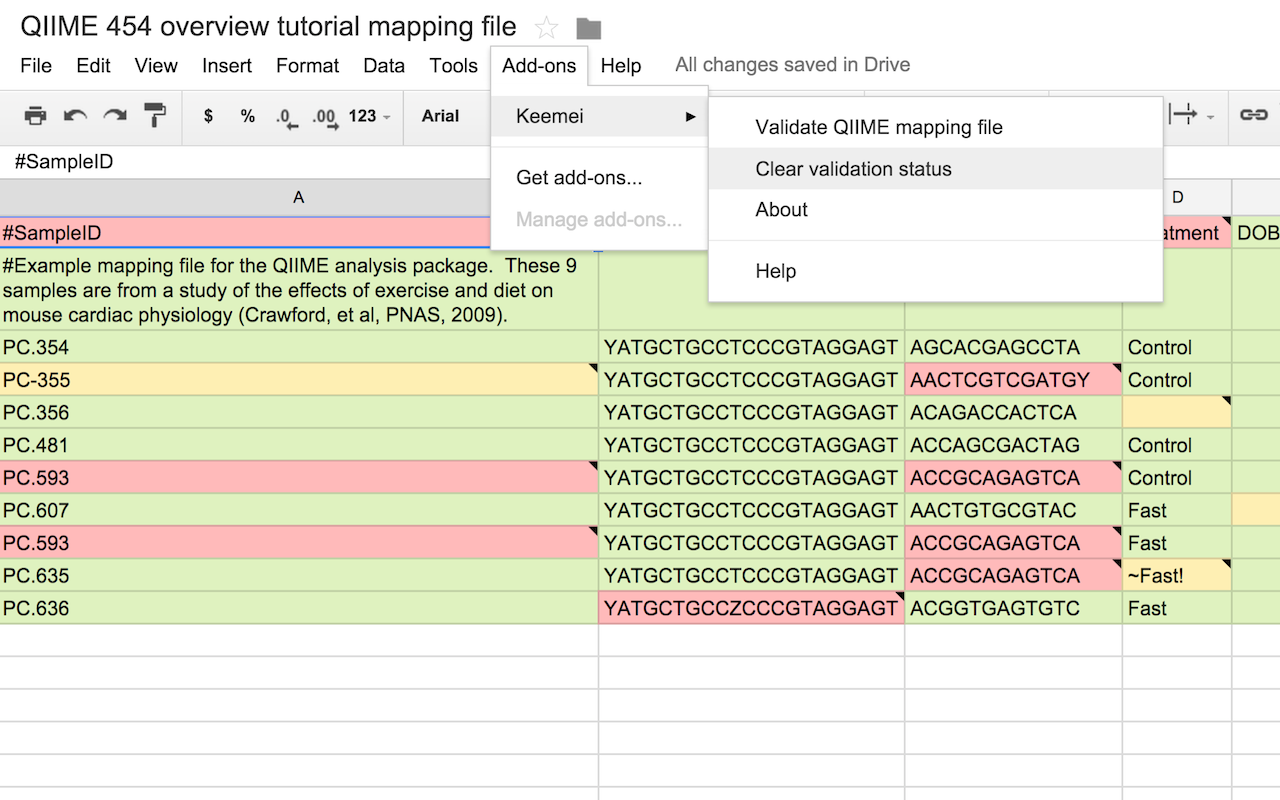 QIIME 454 overview tutorial mapping file
File Edit View Insert Format Data Tools Add-ons Help All changes saved in Drive
$ % .0 .00 123 Arial
Keemei
Get add-ons...
Manage add-ons...
Validate QIIME mapping file
Clear validation status
About
Help
#SampleID
A D
#SampleID atment DOB
#Example mapping file for the QIIME analysis package. These 9
samples are from a study of the effects of exercise and diet on
mouse cardiac physiology (Crawford, et al, PNAS, 2009).
PC.354 YATGCTGCCTCCCGTAGGAGT AGCACGAGCCTA Control
PC-355 YATGCTGCCTCCCGTAGGAGT AACTCGTCGATGY Control
PC.356 YATGCTGCCTCCCGTAGGAGT ACAGACCACTCA
PC.481 YATGCTGCCTCCCGTAGGAGT ACCAGCGACTAG Control
PC.593 YATGCTGCCTCCCGTAGGAGT ACCGCAGAGTCA Control
PC.607 YATGCTGCCTCCCGTAGGAGT AACTGTGCGTAC Fast
PC.593 YATGCTGCCTCCCGTAGGAGT ACCGCAGAGTCA Fast
PC.635 YATGCTGCCTCCCGTAGGAGT ACCGCAGAGTCA ~Fast!
PC.636 YATGCTGCCZCCCGTAGGAGT ACGGTGAGTGTC Fast